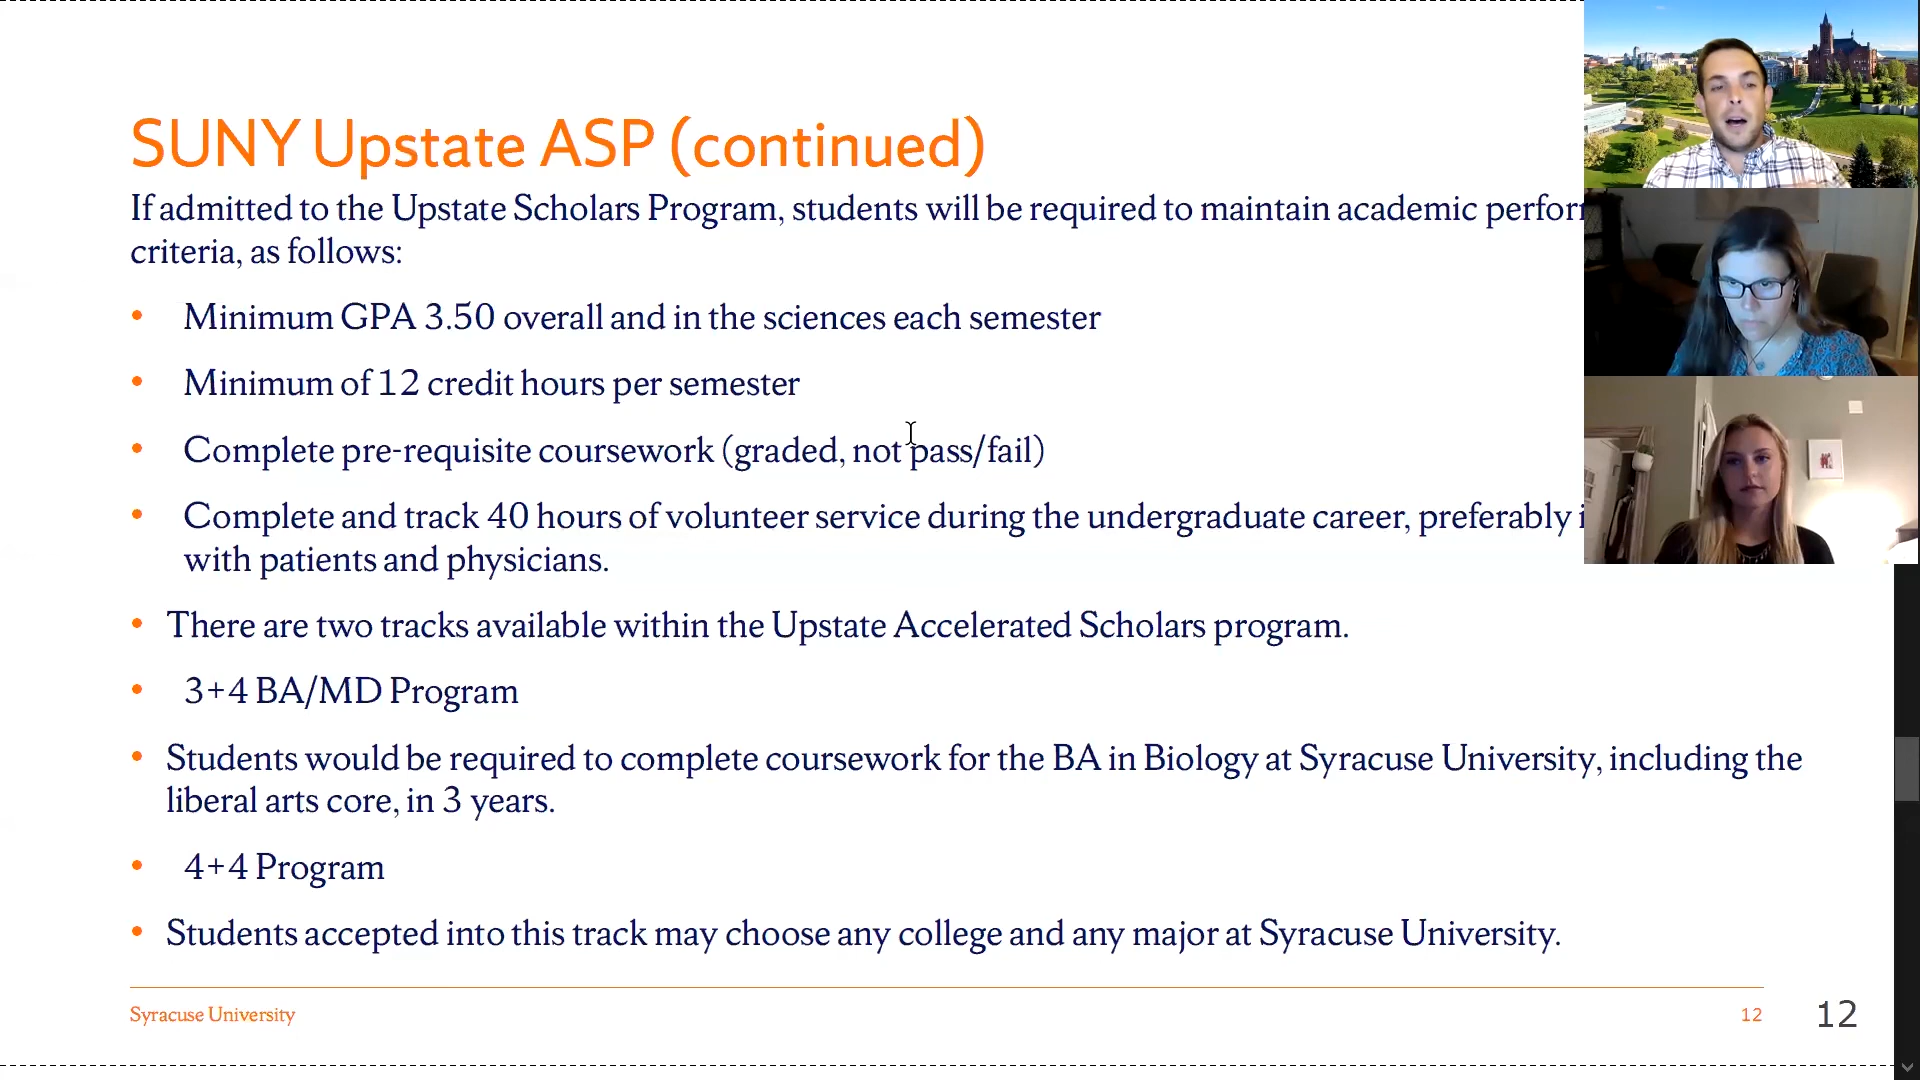 SUNY Upstate ASP (continued)
If admitted to the Upstate Scholars Program, students will be required to maintain academic perfor
criteria, as follows:
• Minimum GPA 3.50 overall and in the sciences each semester
• Minimum of 12 credit hours per semester
• Complete pre-requisite coursework (graded, not pass/fail)
• Complete and track 40 hours of volunteer service during the undergraduate career, preferably i
with patients and physicians.
• There are two tracks available within the Upstate Accelerated Scholars program.
• 3+4 BA/MD Program
• Students would be required to complete coursework for the BA in Biology at Syracuse University, including the
liberal arts core, in 3 years.
• 4+4 Program
• Students accepted into this track may choose any college and any major at Syracuse University.
Syracuse University
12
12